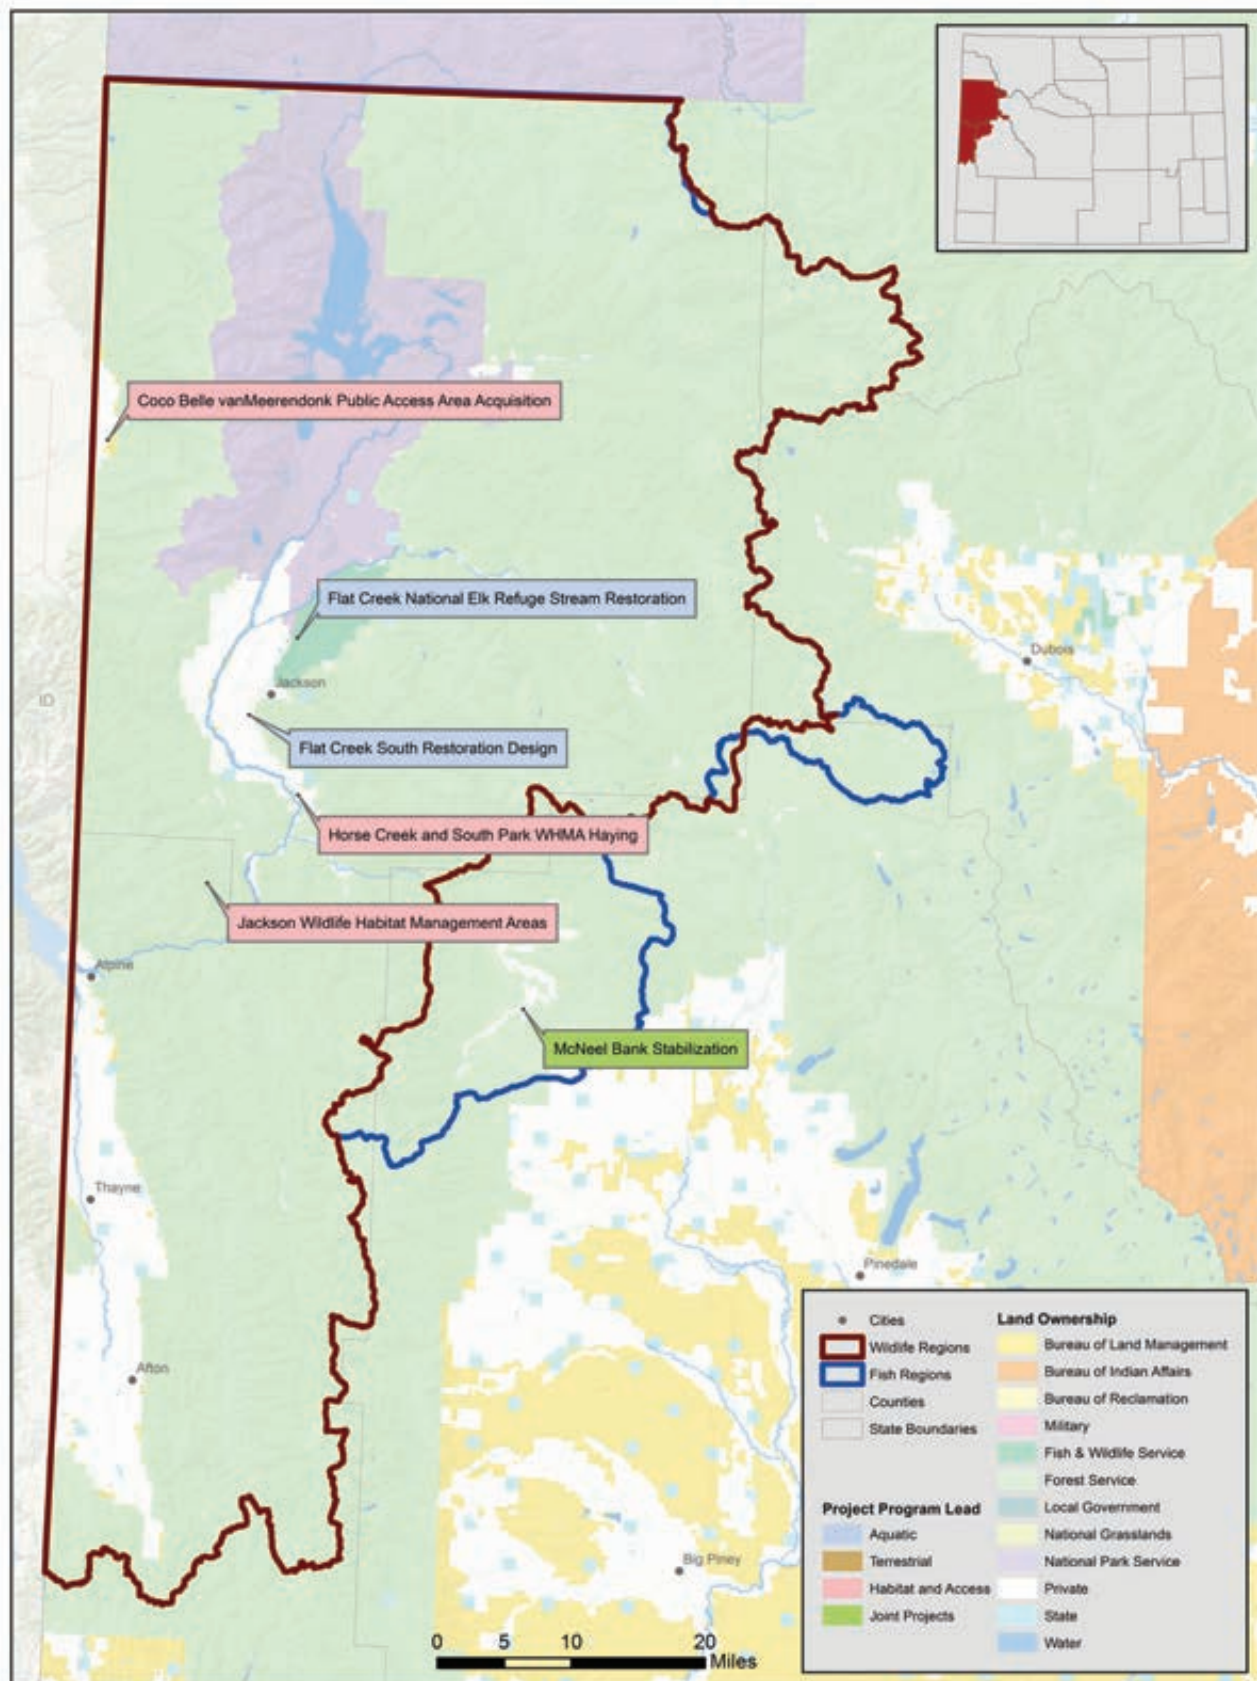 Coco Belle vanMeerendonk Public Access Area Acquisition
Flat Creek National Elk Refuge Stream Restoration
Dubois
Jackson
ID
Flat Creek South Restoration Design
Horse Creek and South Park WHMA Haying
Jackson Wildlife Habitat Management Areas
Alpine
McNeel Bank Stabilization
Thayne
Pinedale
Afton
Big Piney
0 5 10 20
Miles
Cities
Wildlife Regions
Fish Regions
Counties
State Boundaries
Project Program Lead
Aquatic
Terrestrial
Habitat and Access
Joint Projects
Land Ownership
Bureau of Land Management
Bureau of Indian Affairs
Bureau of Reclamation
Military
Fish & Wildlife Service
Forest Service
Local Government
National Grasslands
National Park Service
Private
State
Water